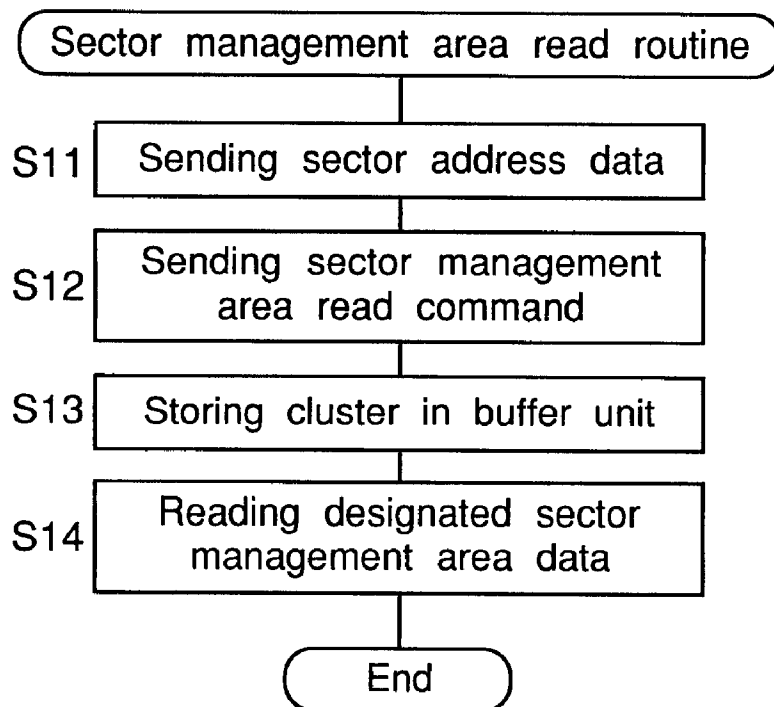 Sector management area read routine
S11
Sending sector address data
S12
Sending sector management
area read command
S13
Storing cluster in buffer unit
S14
Reading designated sector
management area data
End